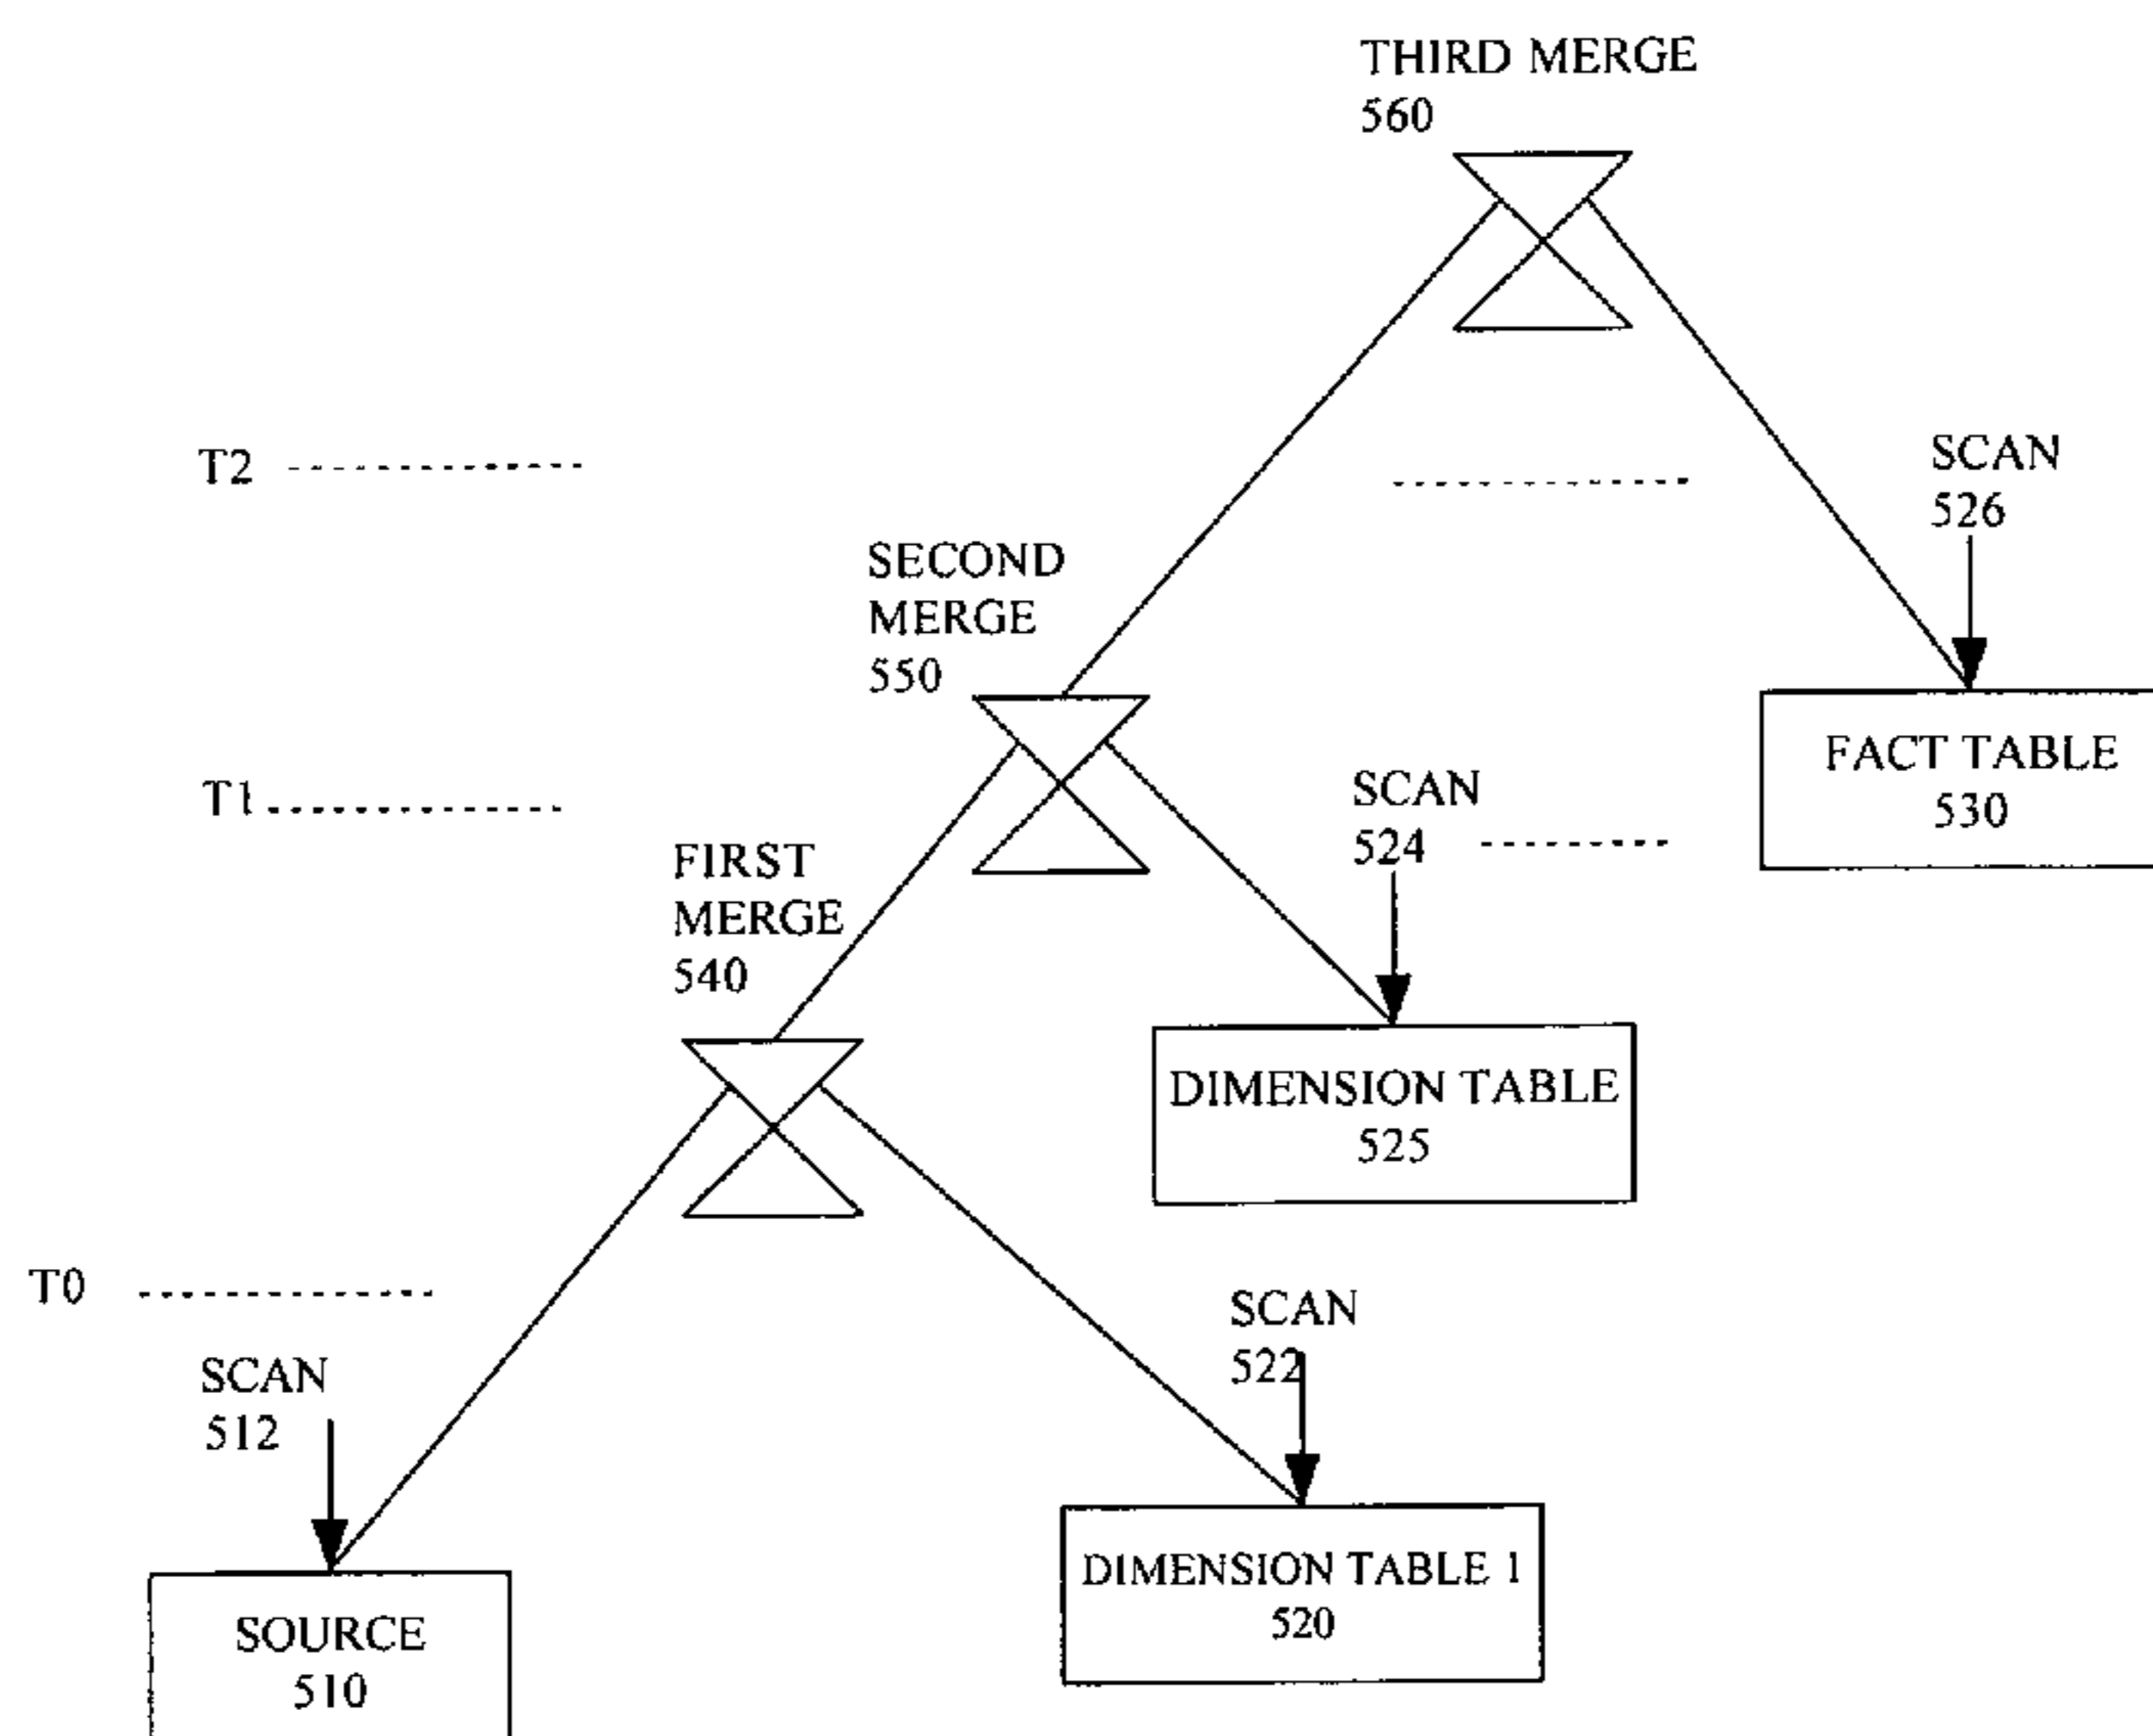 THIRD MERGE
560
T2
SCAN
526
SECOND
MERGE
550
FACT TABLE
530
T1
SCAN
524
FIRST
MERGE
540
DIMENSION TABLE
525
T0
SCAN
522
SCAN
512
DIMENSION TABLE 1
520
SOURCE
510